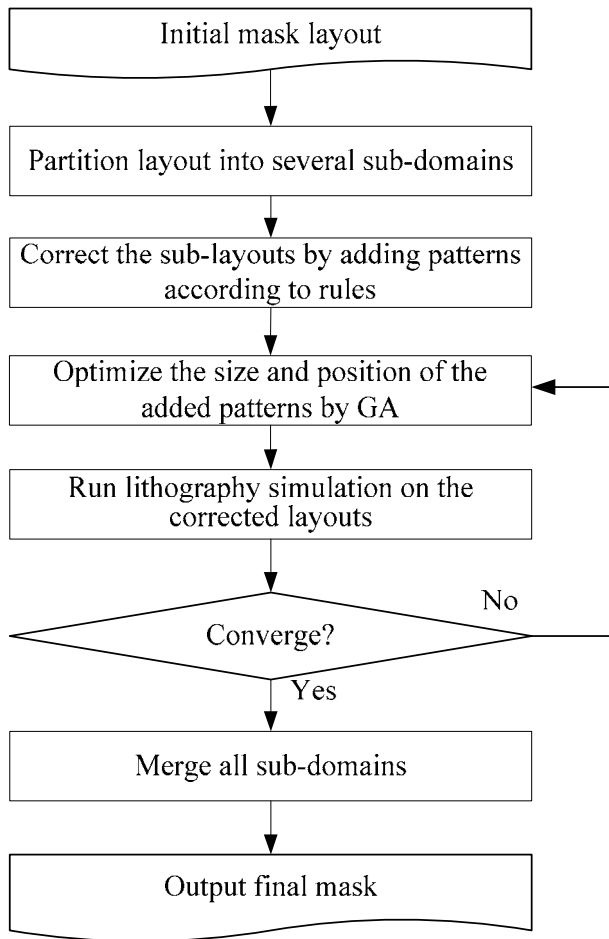 Initial mask layout
Partition layout into several sub-domains
Correct the sub-layouts by adding patterns
according to rules
Optimize the size and position of the
added patterns by GA
Run lithography simulation on the
corrected layouts
No
Converge?
Yes
Merge all sub-domains
Output final mask